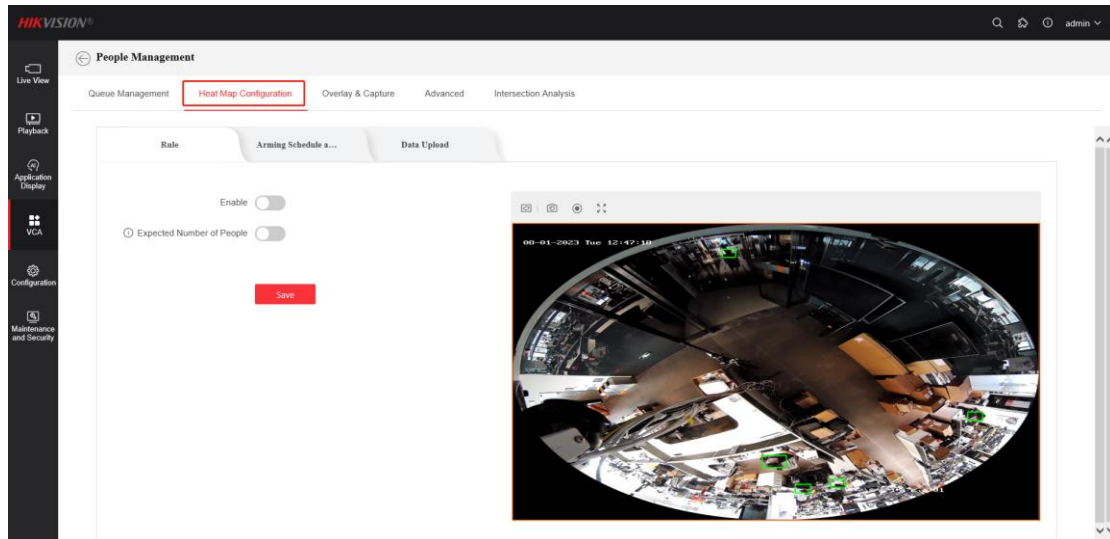 HIKVISION®
admin
People Management
Live View
Queue Management Heat Map Configuration Overlay & Capture Advanced Intersection Analysis
Playback
Rule Arming Schedule a... Data Upload
Application
Display
Enable
VCA
Expected Number of People
08-01-2023 Tue 12:47:18
Configuration
Save
Maintenance
and Security